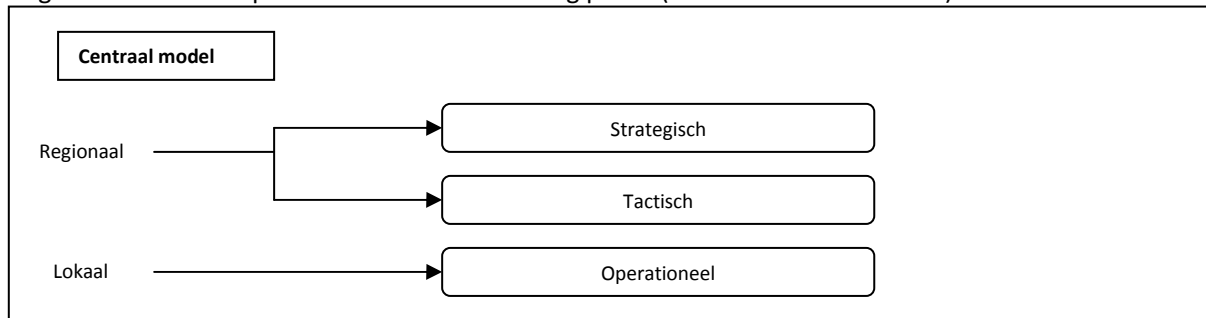 Centraal model
Strategisch
Regionaal
Tactisch
Lokaal
Operationeel